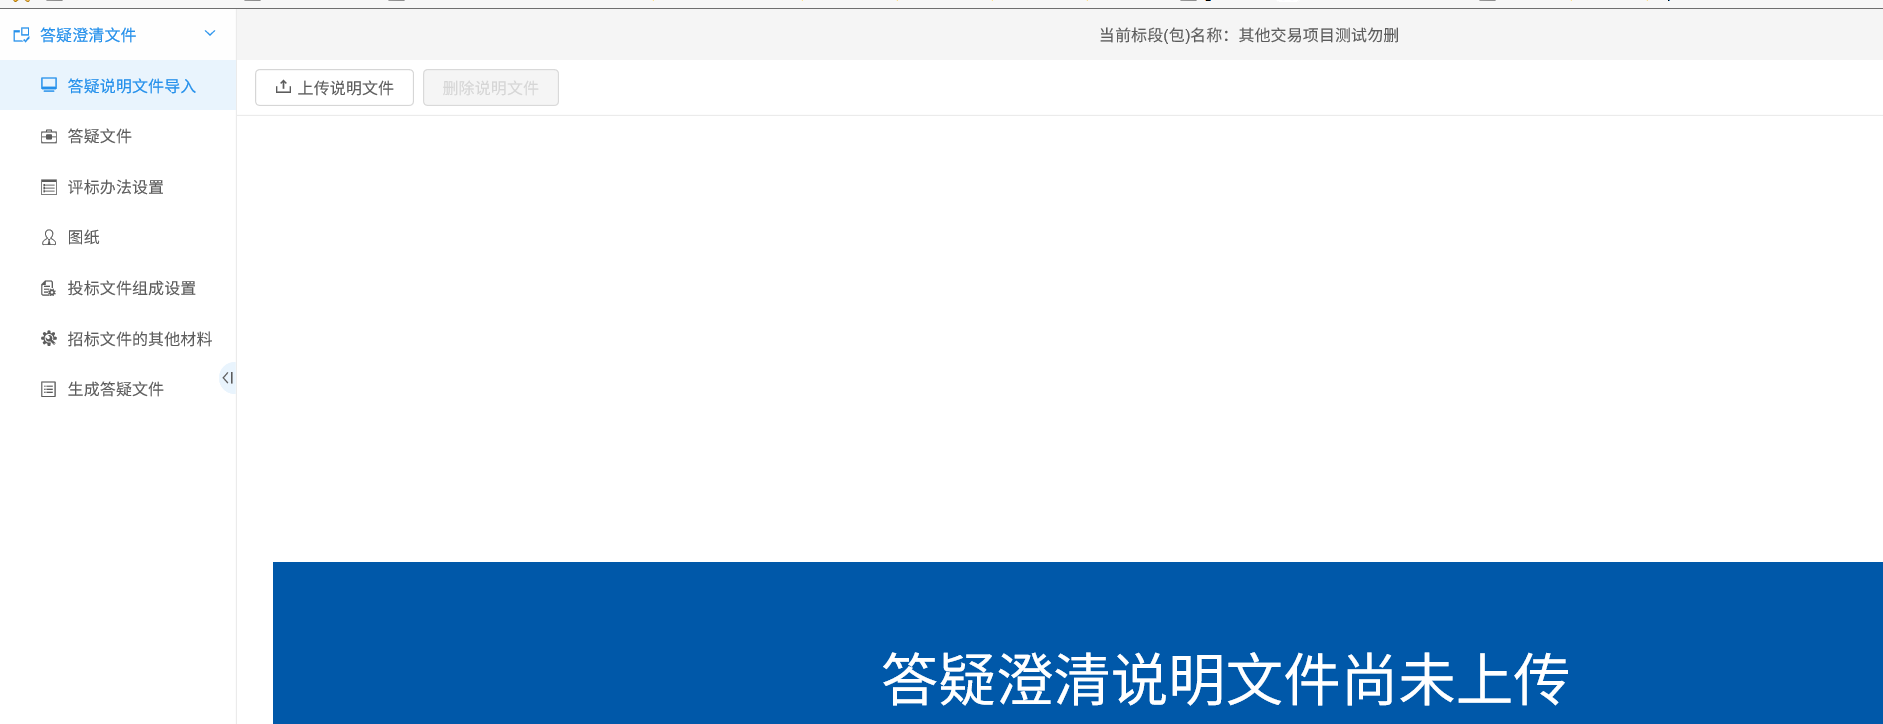 答疑澄清文件
当前标段(包)名称：其他交易项目测试勿删
答疑说明文件导入
上传说明文件
删除说明文件
答疑文件
评标办法设置
图纸
投标文件组成设置
招标文件的其他材料
生成答疑文件
答疑澄清说明文件尚未上传